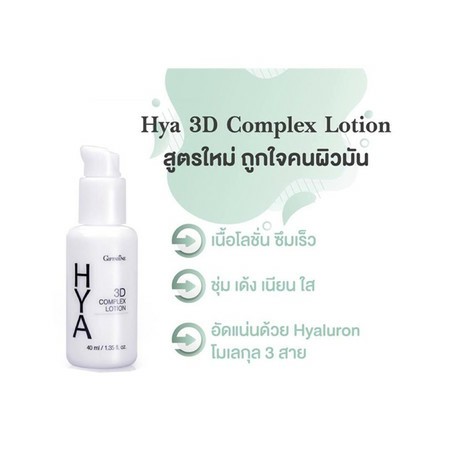 Hya 3D Complex Lotion
สูตรใหม่ ถูกใจคนผิวมัน
เนื้อโลชั่น ซึมเร็ว
ชุ่ม เด้ง เนียน ใส
อัดแน่นด้วย Hyaluron
โมเลกุล 3 สาย
Giffarine
HYA
3D
COMPLEX
LOTION
40 ml / 1.35 fl. oz.